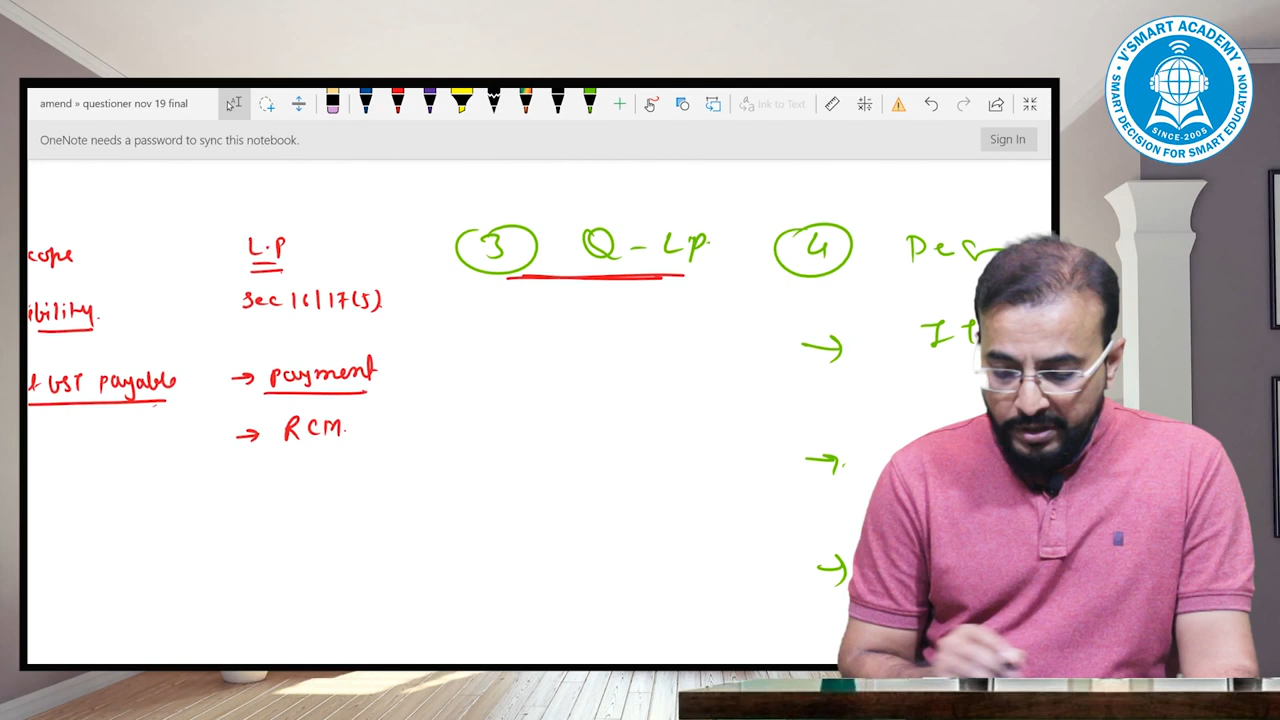 amend » questioner nov 19 final
Ink to Text
OneNote needs a password to sync this notebook.
Sign In
V'SMART ACADEMY
SINCE-2005
SMART DECISION FOR SMART EDUCATION
cope
L.P
3 Q - LP.
4
ibility.
Sec 16/17(5)
GST payable
→ Payment
→ RCM.
→
→
→